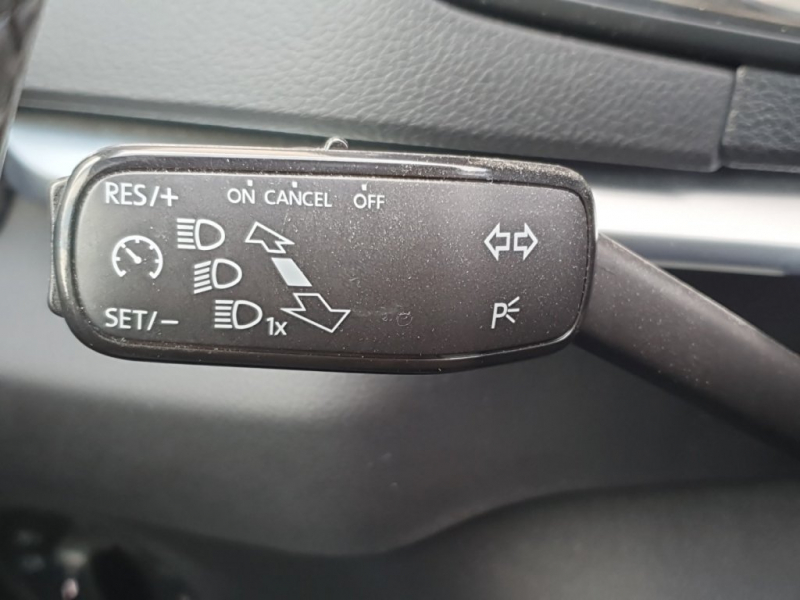 RES/+ ON CANCEL OFF
SET/- 1x P